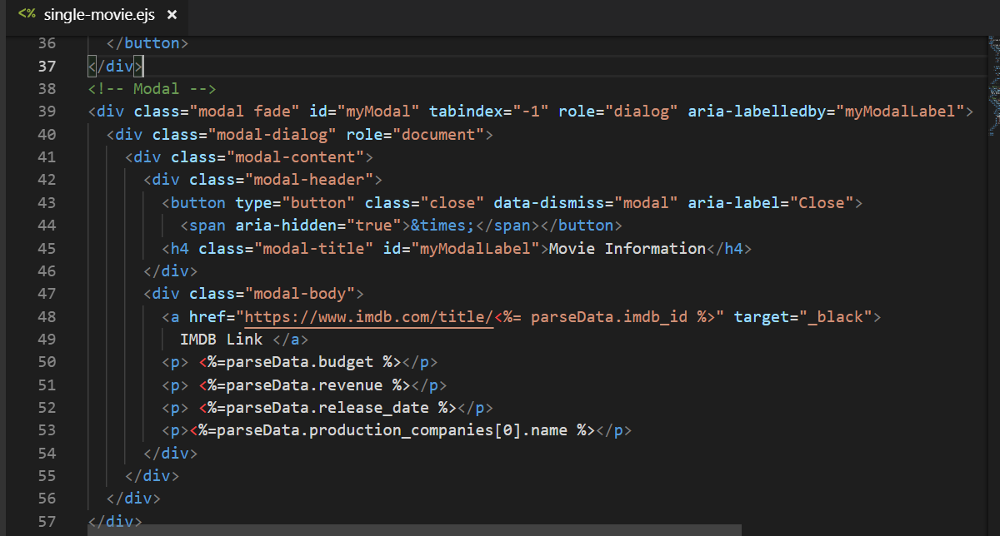 <% single-movie.ejs ×
36 </button>
37 </div>
38 <!-- Modal -->
39 <div class="modal fade" id="myModal" tabindex="-1" role="dialog" aria-labelledby="myModalLabel">
40 <div class="modal-dialog" role="document">
41 <div class="modal-content">
42 <div class="modal-header">
43 <button type="button" class="close" data-dismiss="modal" aria-label="Close">
44 <span aria-hidden="true">&times;</span></button>
45 <h4 class="modal-title" id="myModalLabel">Movie Information</h4>
46 </div>
47 <div class="modal-body">
48 <a href="https://www.imdb.com/title/<%= parseData.imdb_id %>" target="_black">
49 IMDB Link </a>
50 <p> <%=parseData.budget %></p>
51 <p> <%=parseData.revenue %></p>
52 <p> <%=parseData.release_date %></p>
53 <p><%=parseData.production_companies[0].name %></p>
54 </div>
55 </div>
56 </div>
57 </div>